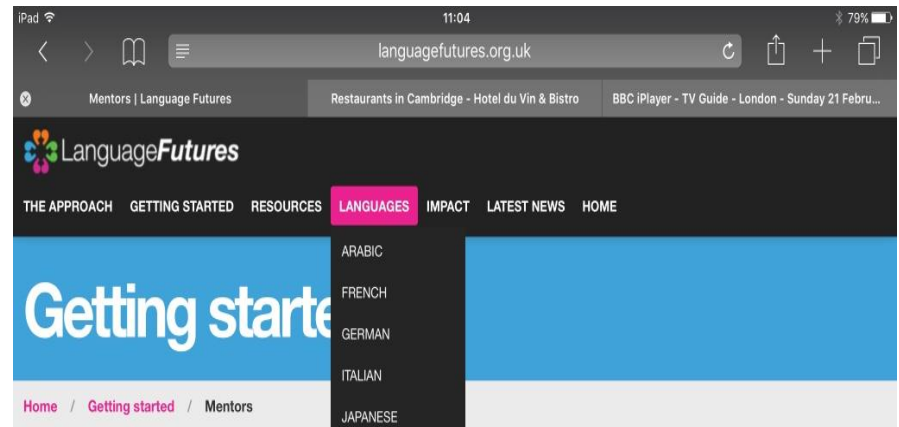 iPad 11:04 79%
languagefutures.org.uk
Mentors | Language Futures Restaurants in Cambridge - Hotel du Vin & Bistro BBC iPlayer - TV Guide - London - Sunday 21 Febru...
LanguageFutures
THE APPROACH GETTING STARTED RESOURCES LANGUAGES IMPACT LATEST NEWS HOME
ARABIC
FRENCH
Getting starte
GERMAN
ITALIAN
Home / Getting started / Mentors
JAPANESE